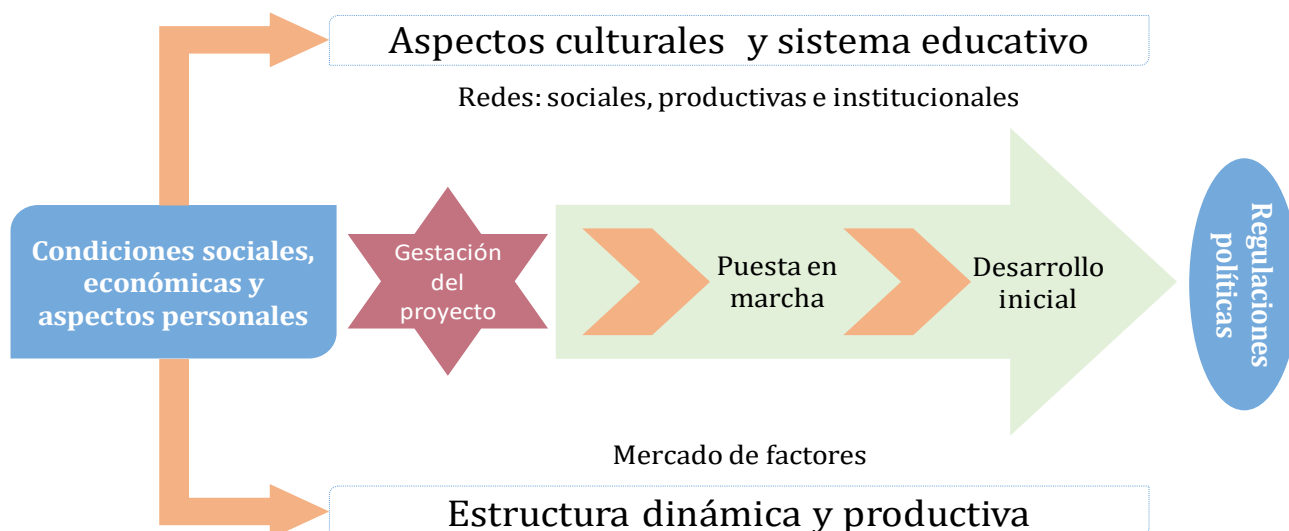 Aspectos culturales y sistema educativo
Redes: sociales, productivas e institucionales
Condiciones sociales,
económicas y
aspectos personales
Gestación
del
proyecto
Puesta en
marcha
Desarrollo
inicial
Regulaciones
políticas
Mercado de factores
Estructura dinámica y productiva